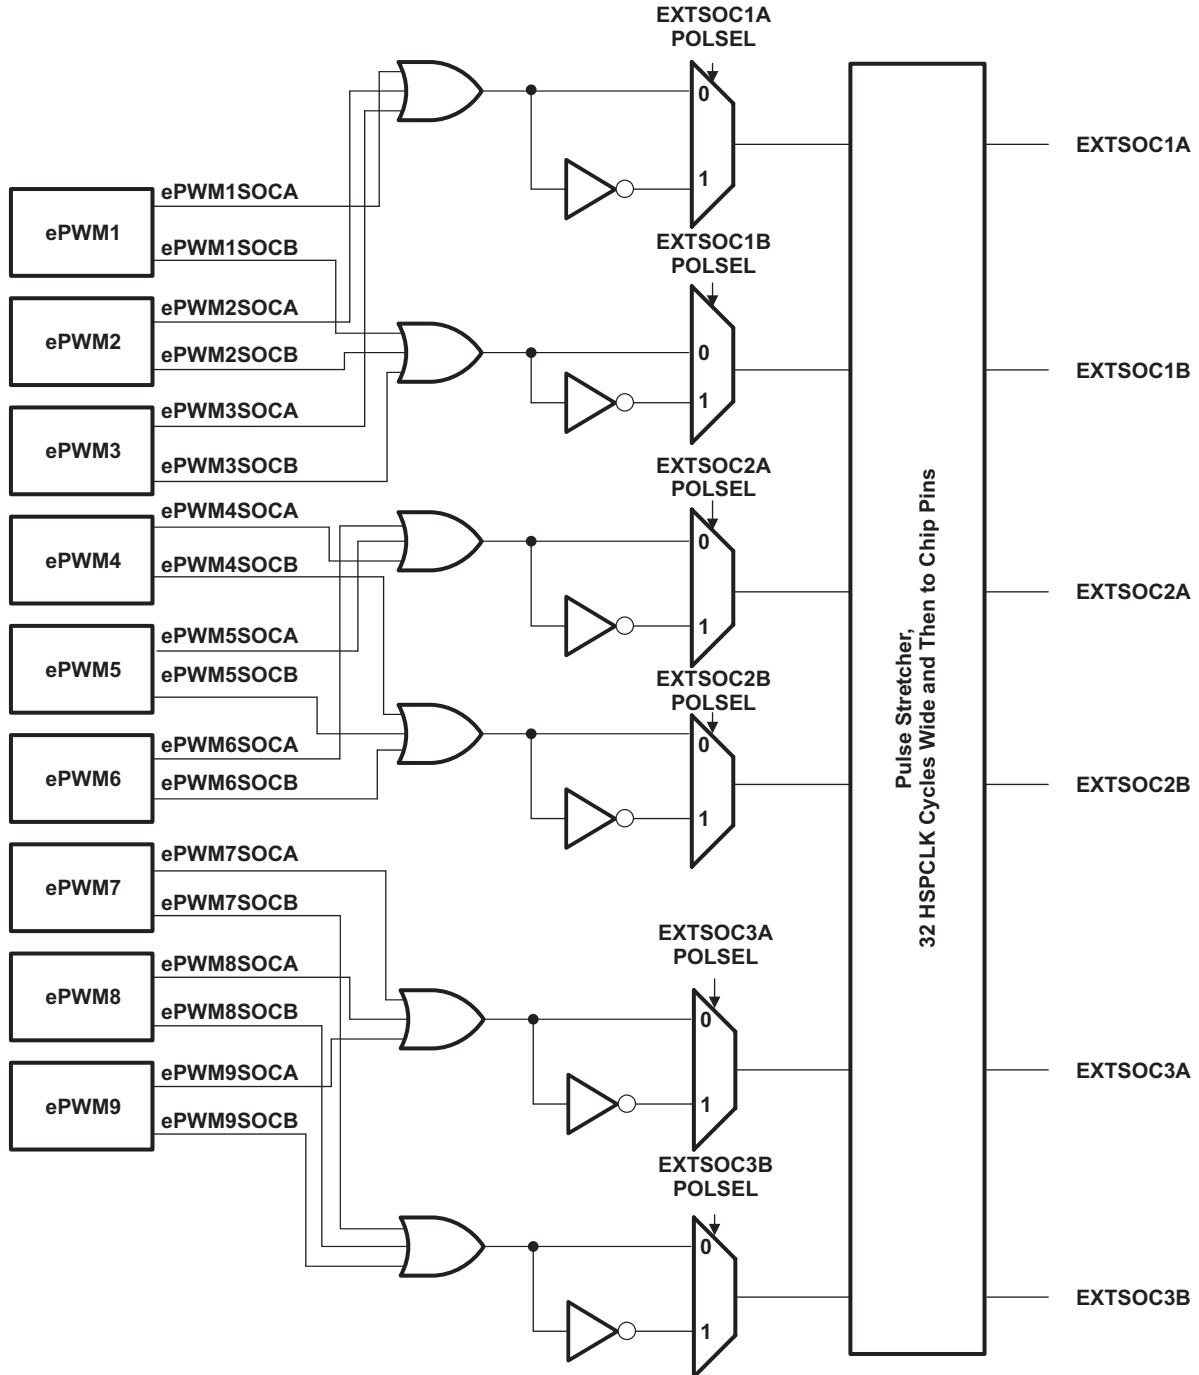 EXTSOC1A
POLSEL
0
1
EXTSOC1A
ePWM1
ePWM1SOCA
ePWM1SOCB
EXTSOC1B
POLSEL
0
1
EXTSOC1B
ePWM2
ePWM2SOCA
ePWM2SOCB
ePWM3
ePWM3SOCA
ePWM3SOCB
EXTSOC2A
POLSEL
0
1
EXTSOC2A
ePWM4
ePWM4SOCA
ePWM4SOCB
ePWM5
ePWM5SOCA
ePWM5SOCB
EXTSOC2B
POLSEL
0
1
EXTSOC2B
ePWM6
ePWM6SOCA
ePWM6SOCB
Pulse Stretcher,
32 HSPCLK Cycles Wide and Then to Chip Pins
ePWM7
ePWM7SOCA
ePWM7SOCB
EXTSOC3A
POLSEL
0
1
EXTSOC3A
ePWM8
ePWM8SOCA
ePWM8SOCB
ePWM9
ePWM9SOCA
ePWM9SOCB
EXTSOC3B
POLSEL
0
1
EXTSOC3B